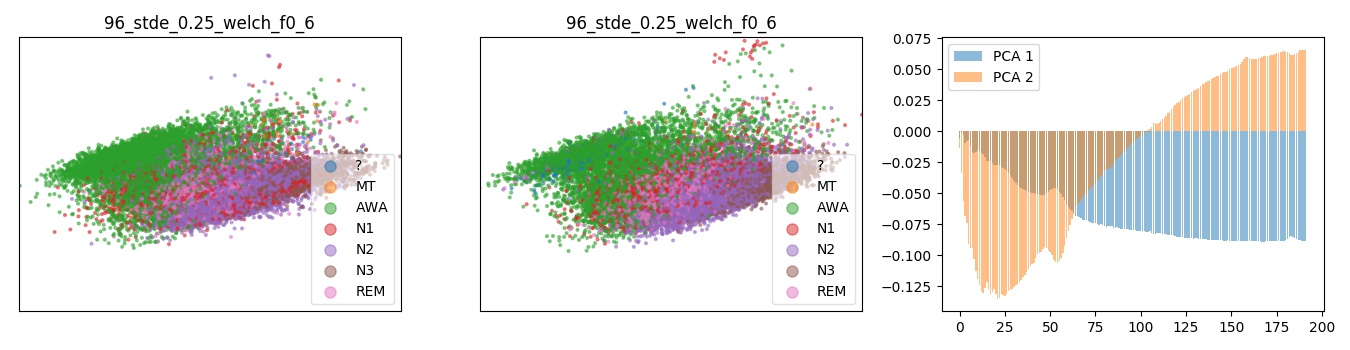 96_stde_0.25_welch_f0_6
?
MT
AWA
N1
N2
N3
REM
96_stde_0.25_welch_f0_6
?
MT
AWA
N1
N2
N3
REM
PCA 1
PCA 2
0.075
0.050
0.025
0.000
−0.025
−0.050
−0.075
−0.100
−0.125
0 25 50 75 100 125 150 175 200